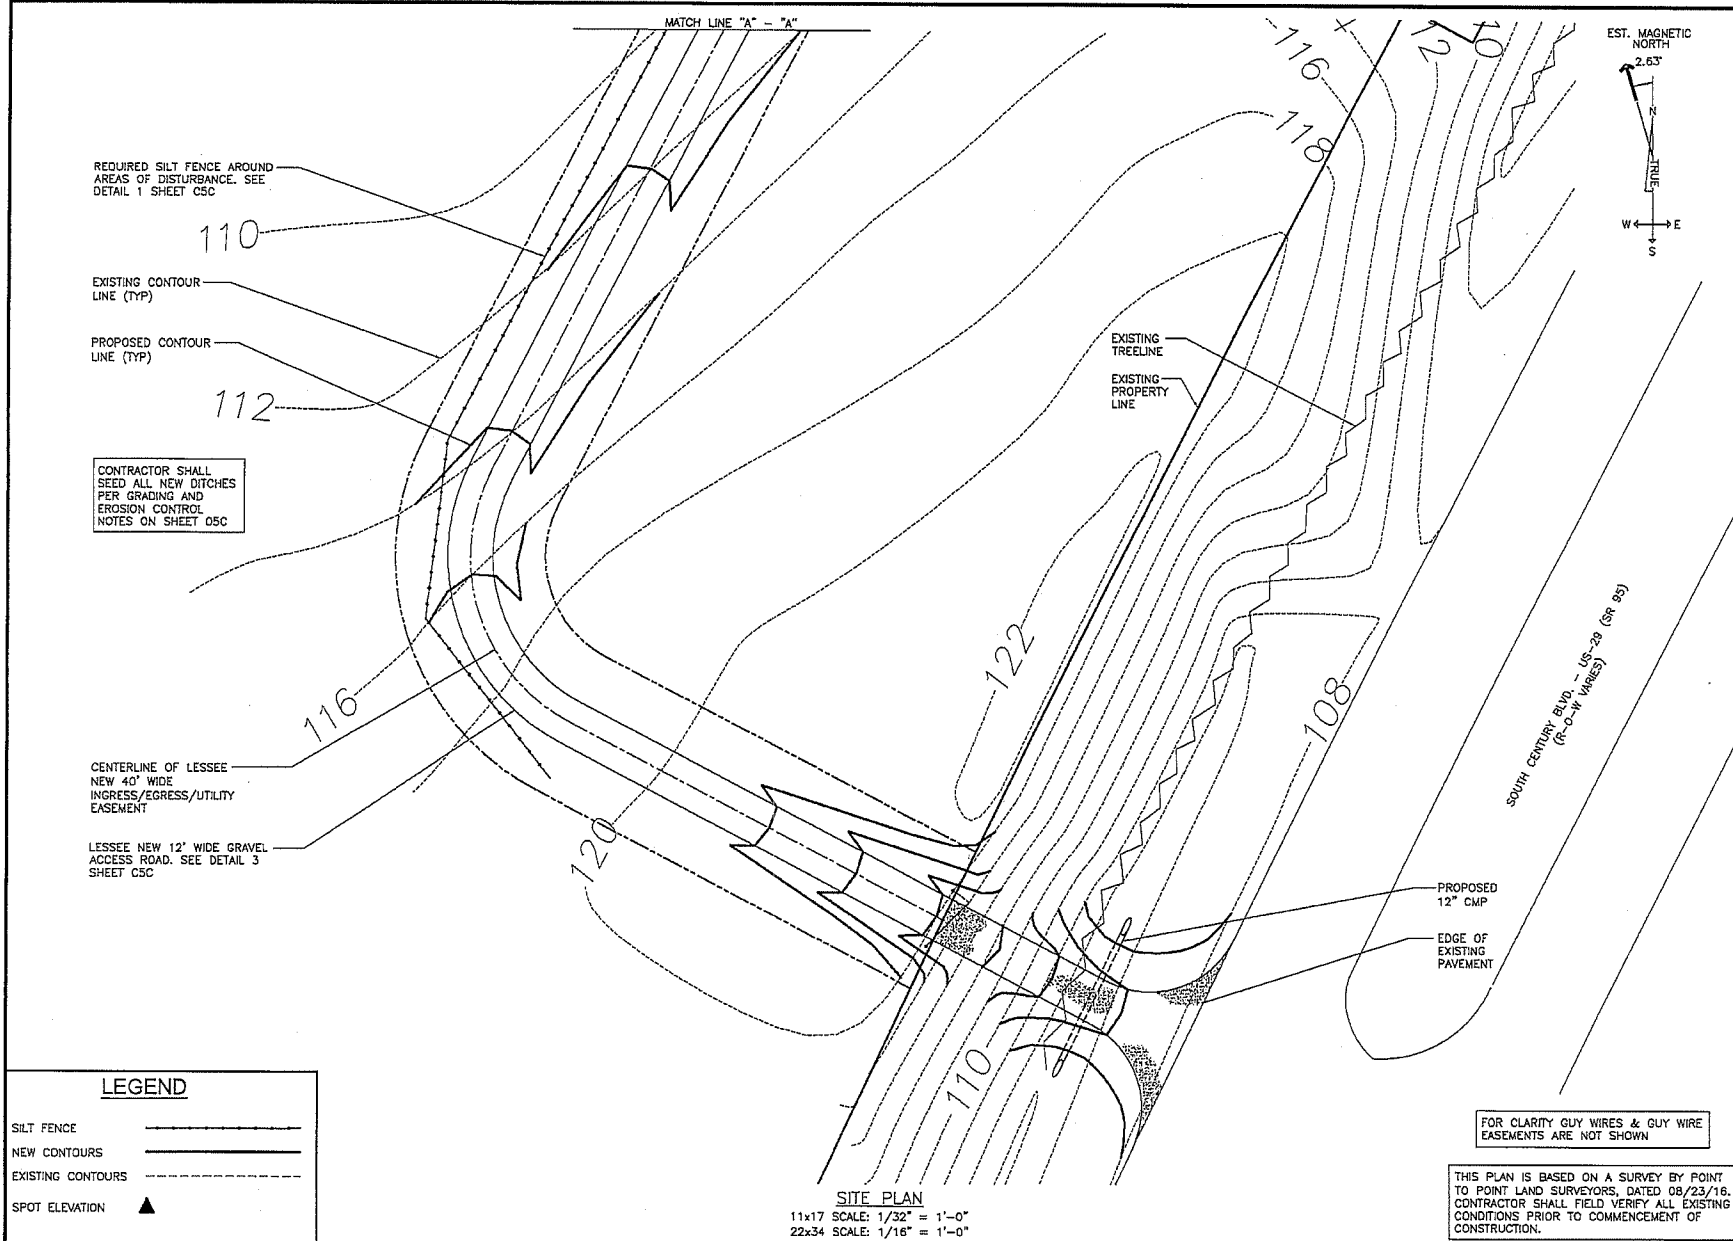 MATCH LINE "A" - "A"
EST. MAGNETIC
NORTH
2.63°
N
TRUE
W E
S
116
118
12
10
REQUIRED SILT FENCE AROUND
AREAS OF DISTURBANCE. SEE
DETAIL 1 SHEET C5C
110
EXISTING CONTOUR
LINE (TYP)
PROPOSED CONTOUR
LINE (TYP)
112
EXISTING
TREELINE
EXISTING
PROPERTY
LINE
CONTRACTOR SHALL
SEED ALL NEW DITCHES
PER GRADING AND
EROSION CONTROL
NOTES ON SHEET 05C
122
116
108
SOUTH CENTURY BLVD. - US-29 (SR 95)
(R-O-W VARIES)
CENTERLINE OF LESSEE
NEW 40' WIDE
INGRESS/EGRESS/UTILITY
EASEMENT
LESSEE NEW 12' WIDE GRAVEL
ACCESS ROAD. SEE DETAIL 3
SHEET C5C
120
PROPOSED
12" CMP
EDGE OF
EXISTING
PAVEMENT
110
LEGEND
SILT FENCE
NEW CONTOURS
EXISTING CONTOURS
SPOT ELEVATION
SITE PLAN
11x17 SCALE: 1/32" = 1'-0"
22x34 SCALE: 1/16" = 1'-0"
FOR CLARITY GUY WIRES & GUY WIRE
EASEMENTS ARE NOT SHOWN
THIS PLAN IS BASED ON A SURVEY BY POINT
TO POINT LAND SURVEYORS, DATED 08/23/16.
CONTRACTOR SHALL FIELD VERIFY ALL EXISTING
CONDITIONS PRIOR TO COMMENCEMENT OF
CONSTRUCTION.